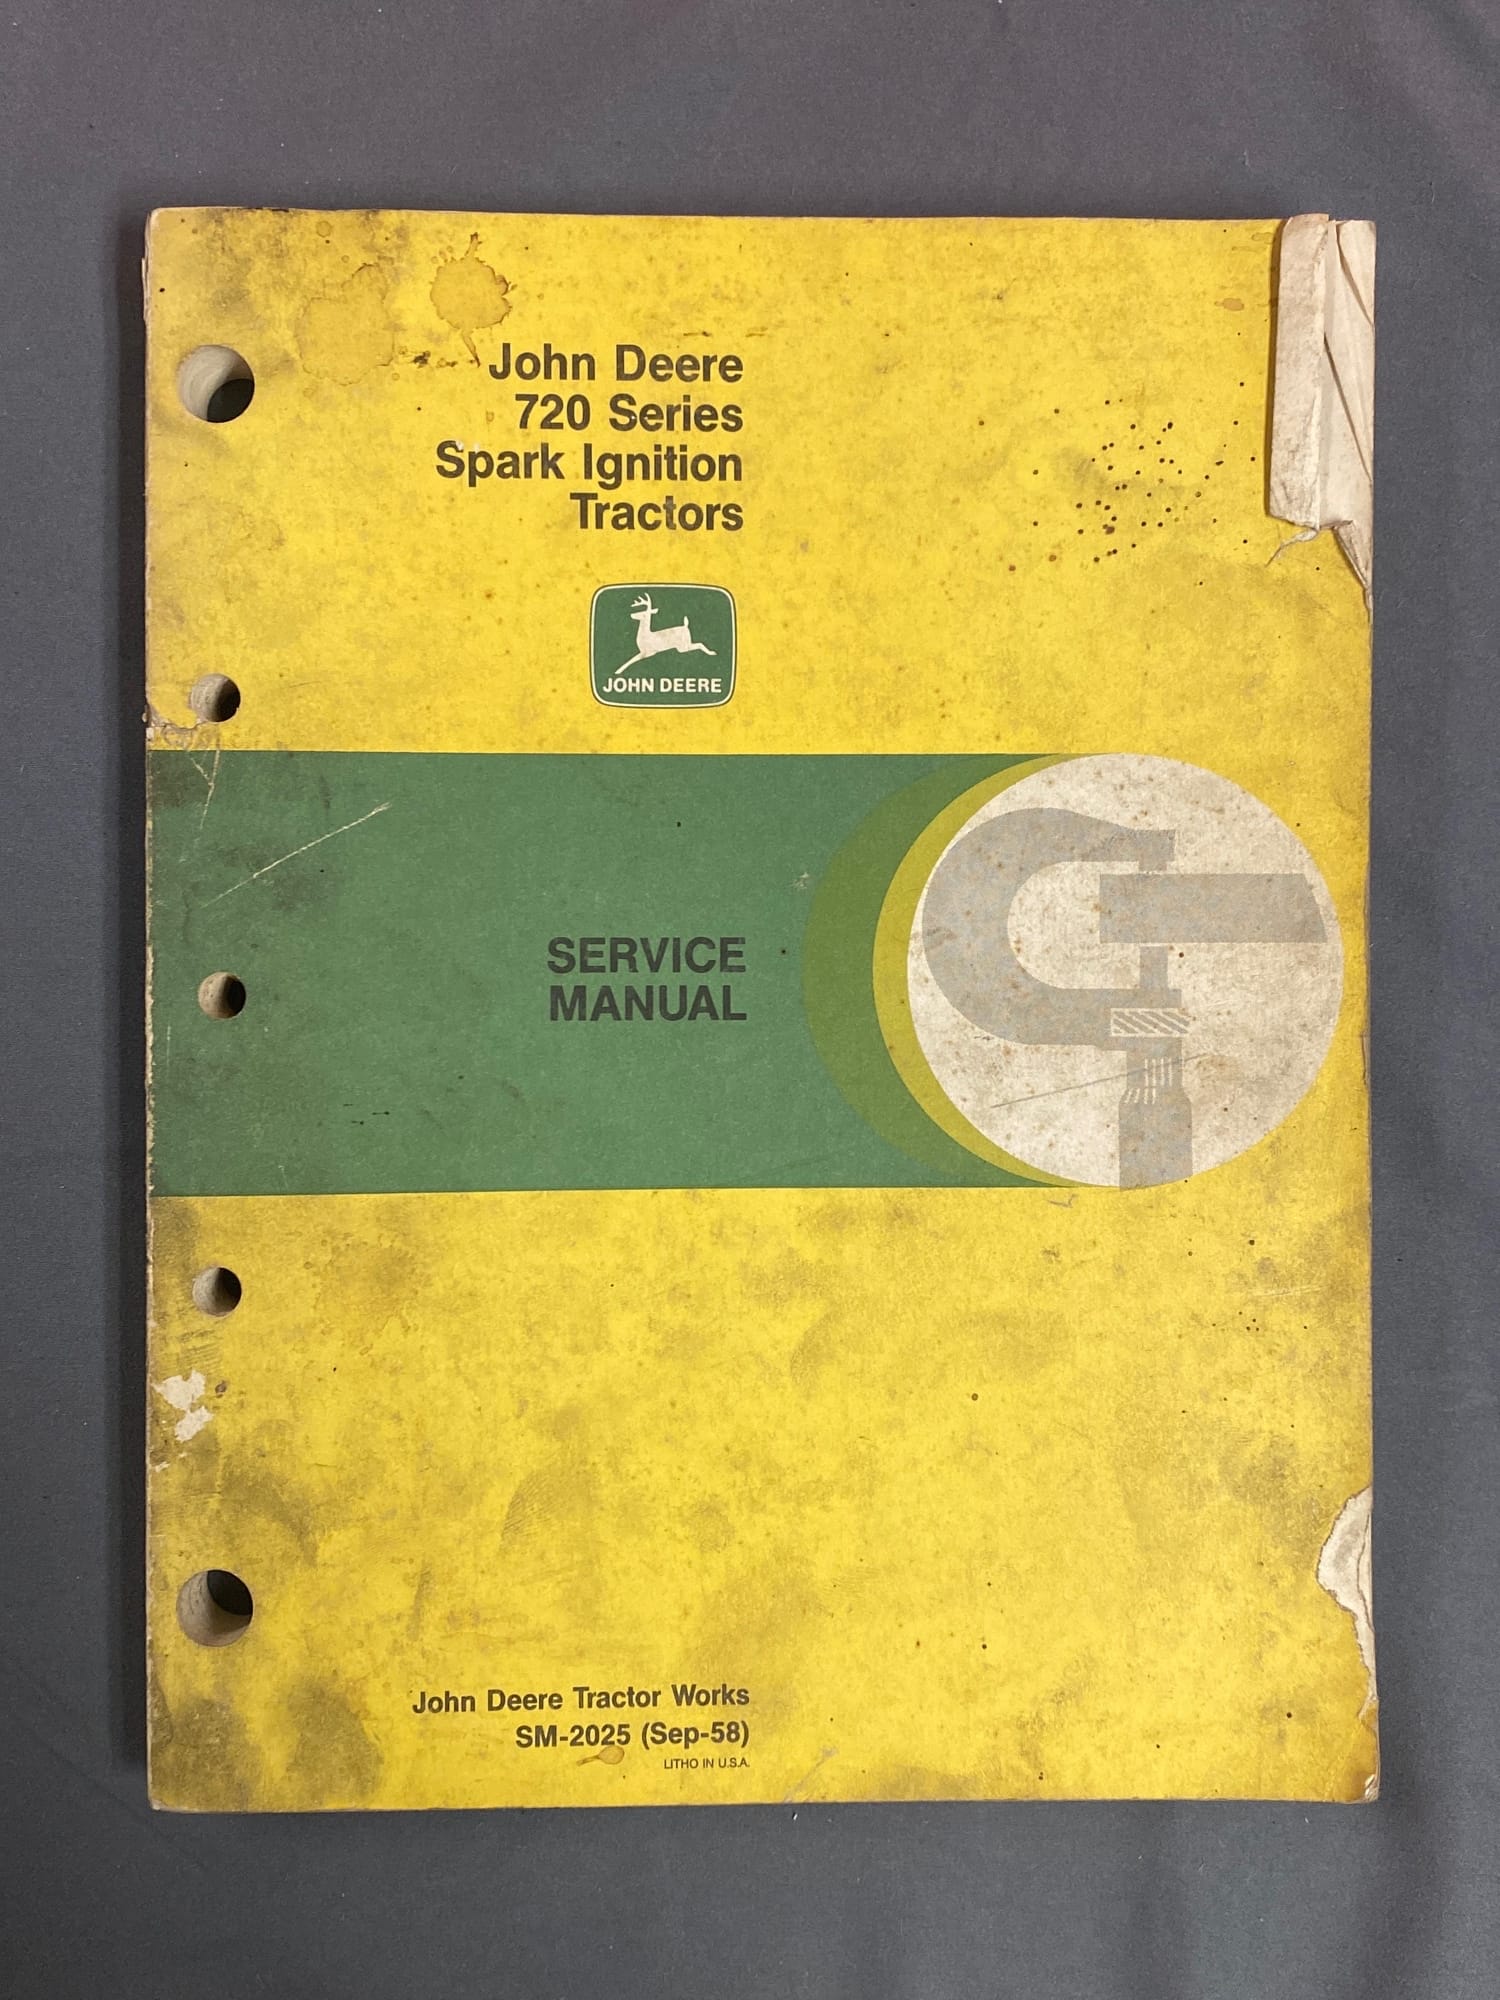 John Deere
720 Series
Spark Ignition
Tractors
JOHN DEERE
SERVICE
MANUAL
John Deere Tractor Works
SM-2025 (Sep-58)
LITHO IN U.S.A.